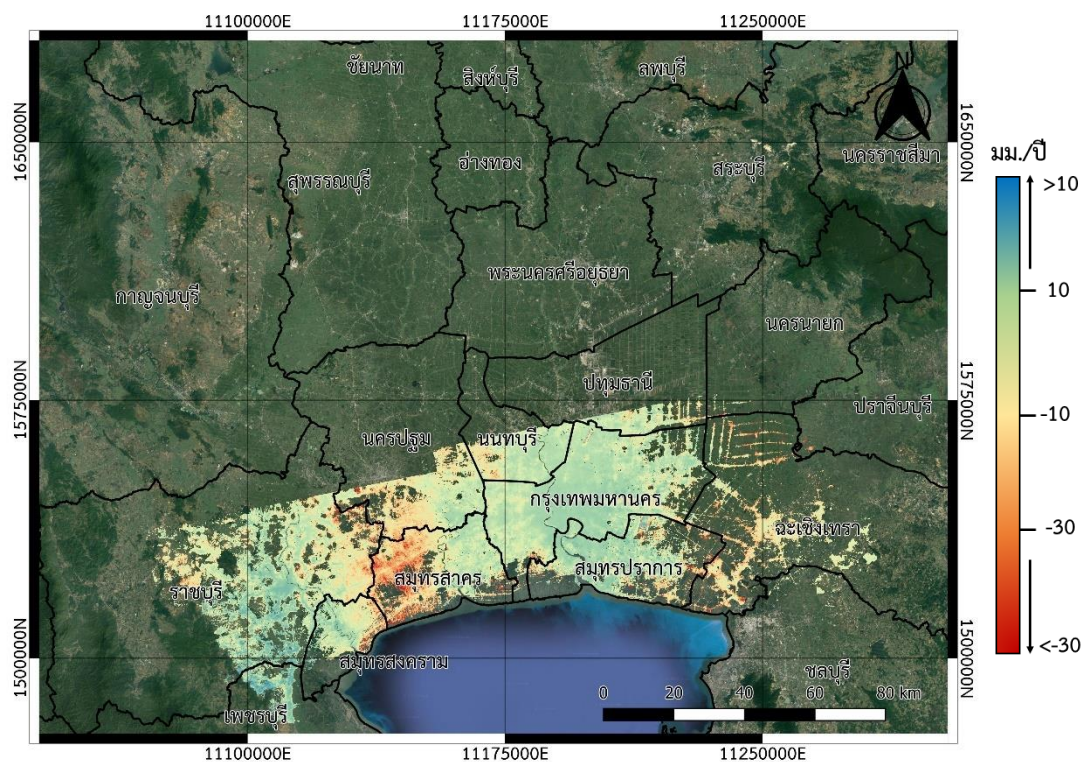 11100000E 11175000E 11250000E
ชัยนาท
สิงห์บุรี
ลพบุรี
N
1650000N
1650000N
อ่างทอง
สระบุรี
นครราชสีมา
สุพรรณบุรี
มม./ปี
>10
10
-10
-30
<-30
พระนครศรีอยุธยา
กาญจนบุรี
นครนายก
ปทุมธานี
1575000N
1575000N
ปราจีนบุรี
นครปฐม
นนทบุรี
กรุงเทพมหานคร
ฉะเชิงเทรา
สมุทรปราการ
สมุทรสาคร
ราชบุรี
สมุทรสงคราม
1500000N
1500000N
ชลบุรี
เพชรบุรี
0 20 40 60 80 km
11100000E 11175000E 11250000E